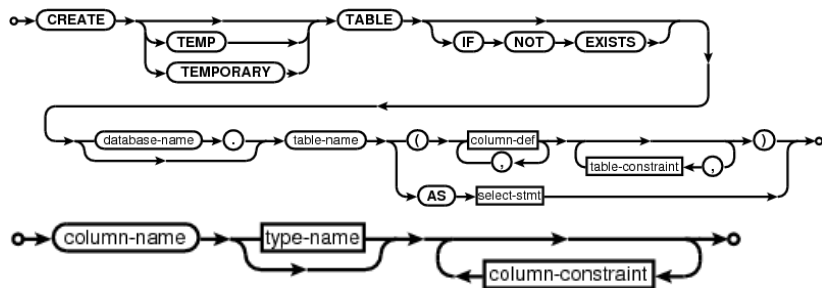 CREATE TABLE
TEMP IF NOT EXISTS
TEMPORARY
database-name . table-name ( column-def )
, table-constraint ,
AS select-stmt
column-name type-name
column-constraint